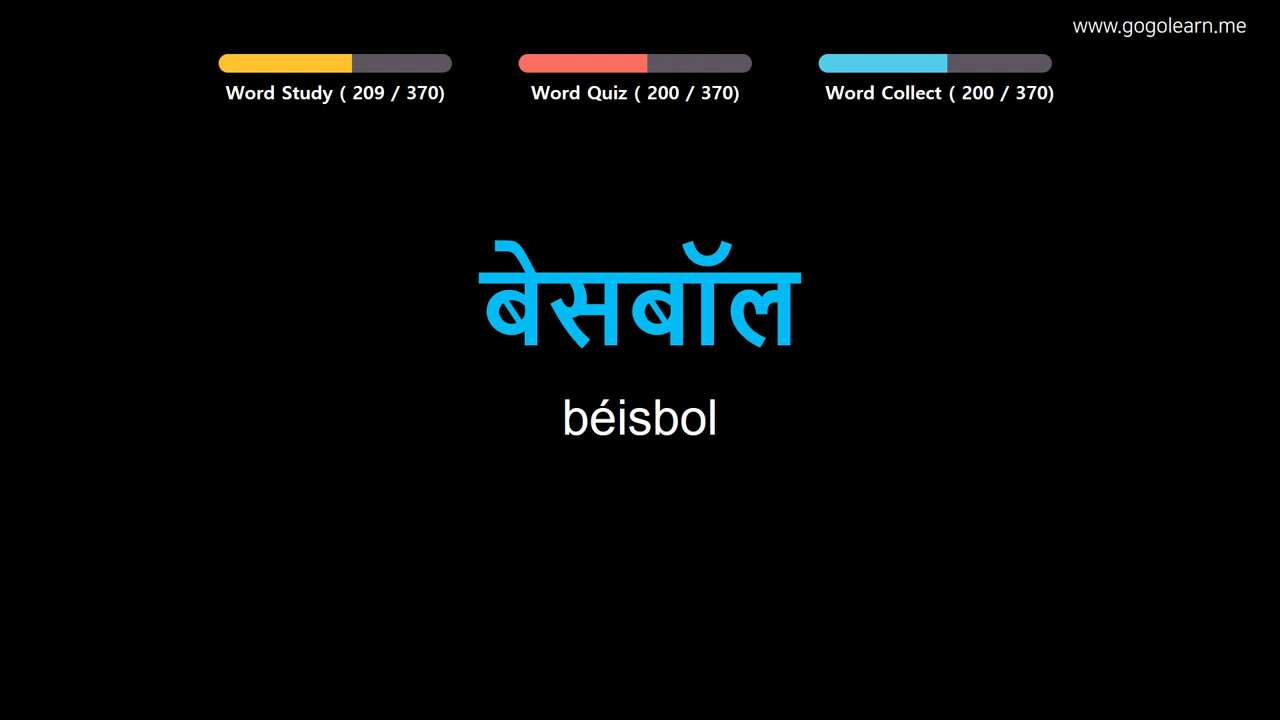 www.gogolearn.me
Word Study ( 209 / 370)
Word Quiz ( 200 / 370)
Word Collect ( 200 / 370)
बेसबॉल
béisbol